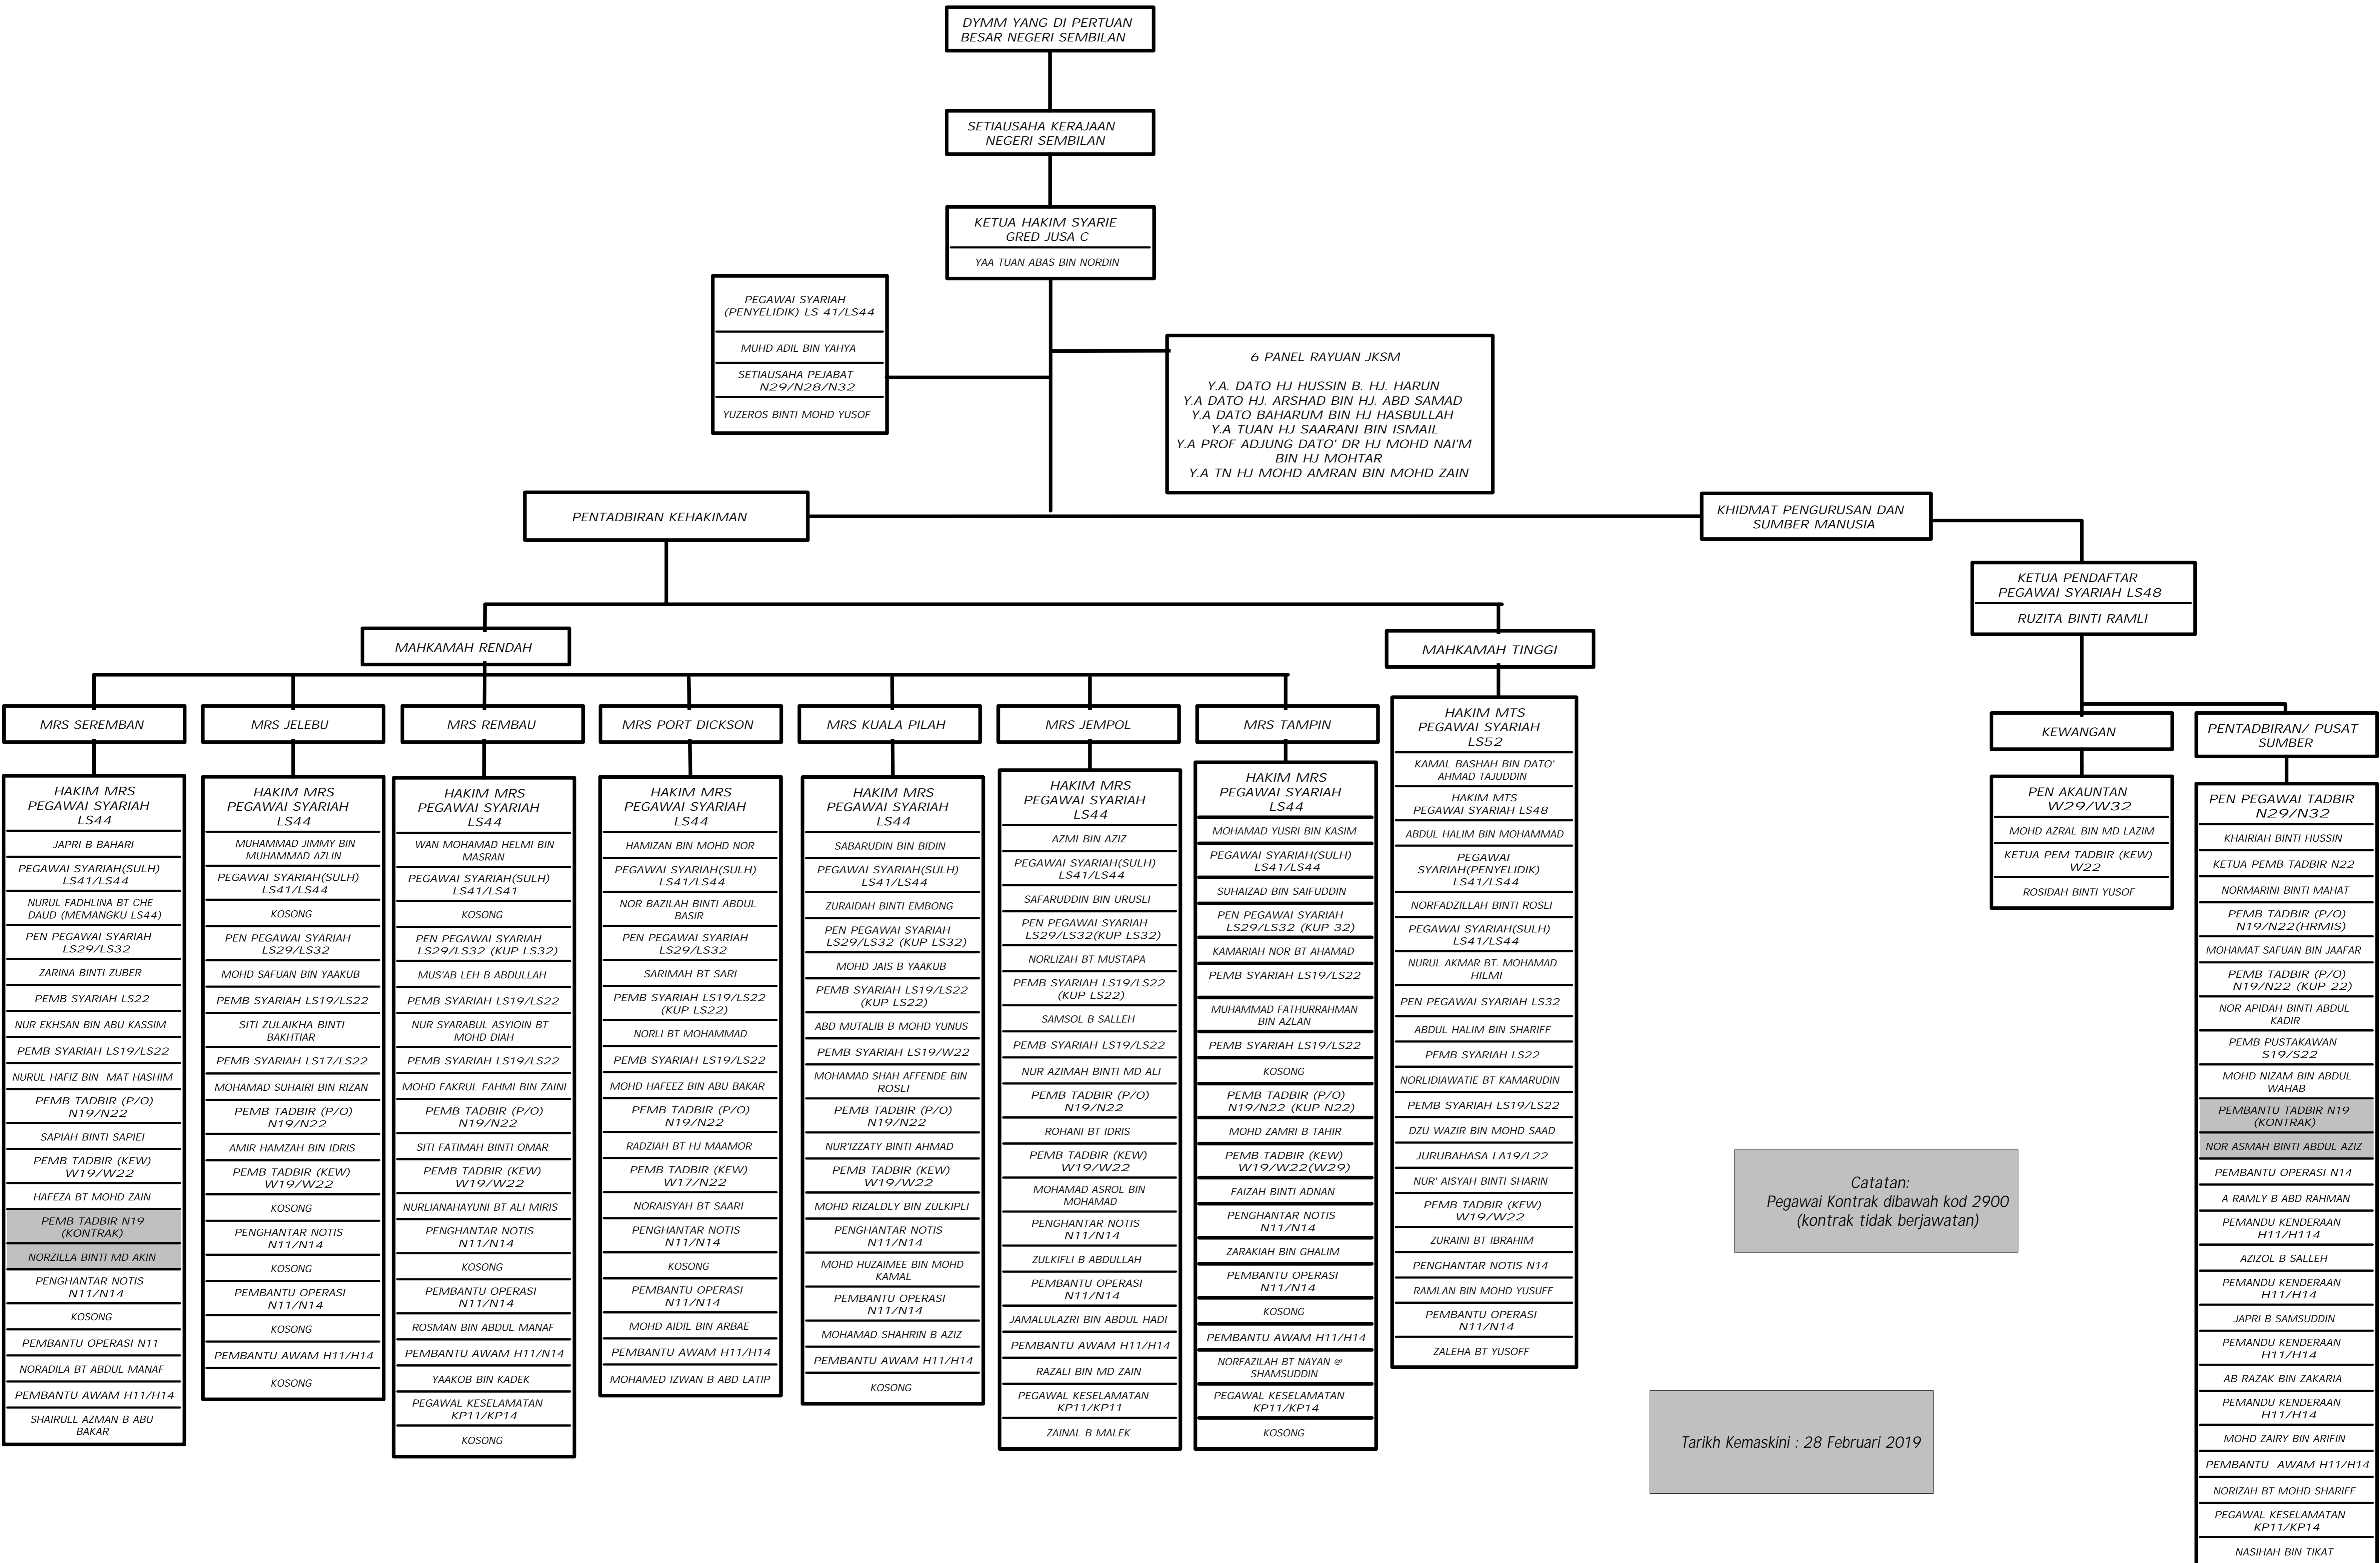 DYMM YANG DI PERTUAN
BESAR NEGERI SEMBILAN
SETIAUSAHA KERAJAAN
NEGERI SEMBILAN
KETUA HAKIM SYARIE
GRED JUSA C
YAA TUAN ABAS BIN NORDIN
PEGAWAI SYARIAH
(PENYELIDIK) LS 41/LS44
MUHD ADIL BIN YAHYA
SETIAUSAHA PEJABAT
N29/N28/N32
YUZEROS BINTI MOHD YUSOF
6 PANEL RAYUAN JKSM
Y.A. DATO HJ HUSSIN B. HJ. HARUN
Y.A DATO HJ. ARSHAD BIN HJ. ABD SAMAD
Y.A DATO BAHARUM BIN HJ HASBULLAH
Y.A TUAN HJ SAARANI BIN ISMAIL
Y.A PROF ADJUNG DATO' DR HJ MOHD NAI'M
BIN HJ MOHTAR
Y.A TN HJ MOHD AMRAN BIN MOHD ZAIN
PENTADBIRAN KEHAKIMAN
KHIDMAT PENGURUSAN DAN
SUMBER MANUSIA
KETUA PENDAFTAR
PEGAWAI SYARIAH LS48
RUZITA BINTI RAMLI
MAHKAMAH RENDAH
MAHKAMAH TINGGI
MRS SEREMBAN
HAKIM MRS
PEGAWAI SYARIAH
LS44
JAPRI B BAHARI
PEGAWAI SYARIAH(SULH)
LS41/LS44
NURUL FADHLINA BT CHE
DAUD (MEMANGKU LS44)
PEN PEGAWAI SYARIAH
LS29/LS32
ZARINA BINTI ZUBER
PEMB SYARIAH LS22
NUR EKHSAN BIN ABU KASSIM
PEMB SYARIAH LS19/LS22
NURUL HAFIZ BIN  MAT HASHIM
PEMB TADBIR (P/O)
N19/N22
SAPIAH BINTI SAPIEI
PEMB TADBIR (KEW)
W19/W22
HAFEZA BT MOHD ZAIN
PEMB TADBIR N19
(KONTRAK)
NORZILLA BINTI MD AKIN
PENGHANTAR NOTIS
N11/N14
KOSONG
PEMBANTU OPERASI N11
NORADILA BT ABDUL MANAF
PEMBANTU AWAM H11/H14
SHAIRULL AZMAN B ABU
BAKAR
MRS JELEBU
HAKIM MRS
PEGAWAI SYARIAH
LS44
MUHAMMAD JIMMY BIN
MUHAMMAD AZLIN
PEGAWAI SYARIAH(SULH)
LS41/LS44
KOSONG
PEN PEGAWAI SYARIAH
LS29/LS32
MOHD SAFUAN BIN YAAKUB
PEMB SYARIAH LS19/LS22
SITI ZULAIKHA BINTI
BAKHTIAR
PEMB SYARIAH LS17/LS22
MOHAMAD SUHAIRI BIN RIZAN
PEMB TADBIR (P/O)
N19/N22
AMIR HAMZAH BIN IDRIS
PEMB TADBIR (KEW)
W19/W22
KOSONG
PENGHANTAR NOTIS
N11/N14
KOSONG
PEMBANTU OPERASI
N11/N14
KOSONG
PEMBANTU AWAM H11/H14
KOSONG
MRS REMBAU
HAKIM MRS
PEGAWAI SYARIAH
LS44
WAN MOHAMAD HELMI BIN
MASRAN
PEGAWAI SYARIAH(SULH)
LS41/LS41
KOSONG
PEN PEGAWAI SYARIAH
LS29/LS32 (KUP LS32)
MUS'AB LEH B ABDULLAH
PEMB SYARIAH LS19/LS22
NUR SYARABUL ASYIQIN BT
MOHD DIAH
PEMB SYARIAH LS19/LS22
MOHD FAKRUL FAHMI BIN ZAINI
PEMB TADBIR (P/O)
N19/N22
SITI FATIMAH BINTI OMAR
PEMB TADBIR (KEW)
W19/W22
NURLIANAHAYUNI BT ALI MIRIS
PENGHANTAR NOTIS
N11/N14
KOSONG
PEMBANTU OPERASI
N11/N14
ROSMAN BIN ABDUL MANAF
PEMBANTU AWAM H11/N14
YAAKOB BIN KADEK
PEGAWAL KESELAMATAN
KP11/KP14
KOSONG
MRS PORT DICKSON
HAKIM MRS
PEGAWAI SYARIAH
LS44
HAMIZAN BIN MOHD NOR
PEGAWAI SYARIAH(SULH)
LS41/LS44
NOR BAZILAH BINTI ABDUL
BASIR
PEN PEGAWAI SYARIAH
LS29/LS32
SARIMAH BT SARI
PEMB SYARIAH LS19/LS22
(KUP LS22)
NORLI BT MOHAMMAD
PEMB SYARIAH LS19/LS22
MOHD HAFEEZ BIN ABU BAKAR
PEMB TADBIR (P/O)
N19/N22
RADZIAH BT HJ MAAMOR
PEMB TADBIR (KEW)
W17/N22
NORAISYAH BT SAARI
PENGHANTAR NOTIS
N11/N14
KOSONG
PEMBANTU OPERASI
N11/N14
MOHD AIDIL BIN ARBAE
PEMBANTU AWAM H11/H14
MOHAMED IZWAN B ABD LATIP
MRS KUALA PILAH
HAKIM MRS
PEGAWAI SYARIAH
LS44
SABARUDIN BIN BIDIN
PEGAWAI SYARIAH(SULH)
LS41/LS44
ZURAIDAH BINTI EMBONG
PEN PEGAWAI SYARIAH
LS29/LS32 (KUP LS32)
MOHD JAIS B YAAKUB
PEMB SYARIAH LS19/LS22
(KUP LS22)
ABD MUTALIB B MOHD YUNUS
PEMB SYARIAH LS19/W22
MOHAMAD SHAH AFFENDE BIN
ROSLI
PEMB TADBIR (P/O)
N19/N22
NUR'IZZATY BINTI AHMAD
PEMB TADBIR (KEW)
W19/W22
MOHD RIZALDLY BIN ZULKIPLI
PENGHANTAR NOTIS
N11/N14
MOHD HUZAIMEE BIN MOHD
KAMAL
PEMBANTU OPERASI
N11/N14
MOHAMAD SHAHRIN B AZIZ
PEMBANTU AWAM H11/H14
KOSONG
MRS JEMPOL
HAKIM MRS
PEGAWAI SYARIAH
LS44
AZMI BIN AZIZ
PEGAWAI SYARIAH(SULH)
LS41/LS44
SAFARUDDIN BIN URUSLI
PEN PEGAWAI SYARIAH
LS29/LS32(KUP LS32)
NORLIZAH BT MUSTAPA
PEMB SYARIAH LS19/LS22
(KUP LS22)
SAMSOL B SALLEH
PEMB SYARIAH LS19/LS22
NUR AZIMAH BINTI MD ALI
PEMB TADBIR (P/O)
N19/N22
ROHANI BT IDRIS
PEMB TADBIR (KEW)
W19/W22
MOHAMAD ASROL BIN
MOHAMAD
PENGHANTAR NOTIS
N11/N14
ZULKIFLI B ABDULLAH
PEMBANTU OPERASI
N11/N14
JAMALULAZRI BIN ABDUL HADI
PEMBANTU AWAM H11/H14
RAZALI BIN MD ZAIN
PEGAWAL KESELAMATAN
KP11/KP11
ZAINAL B MALEK
MRS TAMPIN
HAKIM MRS
PEGAWAI SYARIAH
LS44
MOHAMAD YUSRI BIN KASIM
PEGAWAI SYARIAH(SULH)
LS41/LS44
SUHAIZAD BIN SAIFUDDIN
PEN PEGAWAI SYARIAH
LS29/LS32 (KUP 32)
KAMARIAH NOR BT AHAMAD
PEMB SYARIAH LS19/LS22
MUHAMMAD FATHURRAHMAN
BIN AZLAN
PEMB SYARIAH LS19/LS22
KOSONG
PEMB TADBIR (P/O)
N19/N22 (KUP N22)
MOHD ZAMRI B TAHIR
PEMB TADBIR (KEW)
W19/W22(W29)
FAIZAH BINTI ADNAN
PENGHANTAR NOTIS
N11/N14
ZARAKIAH BIN GHALIM
PEMBANTU OPERASI
N11/N14
KOSONG
PEMBANTU AWAM H11/H14
NORFAZILAH BT NAYAN @
SHAMSUDDIN
PEGAWAL KESELAMATAN
KP11/KP14
KOSONG
HAKIM MTS
PEGAWAI SYARIAH
LS52
KAMAL BASHAH BIN DATO'
AHMAD TAJUDDIN
HAKIM MTS
PEGAWAI SYARIAH LS48
ABDUL HALIM BIN MOHAMMAD
PEGAWAI
SYARIAH(PENYELIDIK)
LS41/LS44
NORFADZILLAH BINTI ROSLI
PEGAWAI SYARIAH(SULH)
LS41/LS44
NURUL AKMAR BT. MOHAMAD
HILMI
PEN PEGAWAI SYARIAH LS32
ABDUL HALIM BIN SHARIFF
PEMB SYARIAH LS22
NORLIDIAWATIE BT KAMARUDIN
PEMB SYARIAH LS19/LS22
DZU WAZIR BIN MOHD SAAD
JURUBAHASA LA19/L22
NUR' AISYAH BINTI SHARIN
PEMB TADBIR (KEW)
W19/W22
ZURAINI BT IBRAHIM
PENGHANTAR NOTIS N14
RAMLAN BIN MOHD YUSUFF
PEMBANTU OPERASI
N11/N14
ZALEHA BT YUSOFF
KEWANGAN
PEN AKAUNTAN
W29/W32
MOHD AZRAL BIN MD LAZIM
KETUA PEM TADBIR (KEW)
W22
ROSIDAH BINTI YUSOF
PENTADBIRAN/ PUSAT
SUMBER
PEN PEGAWAI TADBIR
N29/N32
KHAIRIAH BINTI HUSSIN
KETUA PEMB TADBIR N22
NORMARINI BINTI MAHAT
PEMB TADBIR (P/O)
N19/N22(HRMIS)
MOHAMAT SAFUAN BIN JAAFAR
PEMB TADBIR (P/O)
N19/N22 (KUP 22)
NOR APIDAH BINTI ABDUL
KADIR
PEMB PUSTAKAWAN
S19/S22
MOHD NIZAM BIN ABDUL
WAHAB
PEMBANTU TADBIR N19
(KONTRAK)
NOR ASMAH BINTI ABDUL AZIZ
PEMBANTU OPERASI N14
A RAMLY B ABD RAHMAN
PEMANDU KENDERAAN
H11/H114
AZIZOL B SALLEH
PEMANDU KENDERAAN
H11/H14
JAPRI B SAMSUDDIN
PEMANDU KENDERAAN
H11/H14
AB RAZAK BIN ZAKARIA
PEMANDU KENDERAAN
H11/H14
MOHD ZAIRY BIN ARIFIN
PEMBANTU  AWAM H11/H14
NORIZAH BT MOHD SHARIFF
PEGAWAL KESELAMATAN
KP11/KP14
NASIHAH BIN TIKAT
Catatan:
Pegawai Kontrak dibawah kod 2900
(kontrak tidak berjawatan)
Tarikh Kemaskini : 28 Februari 2019